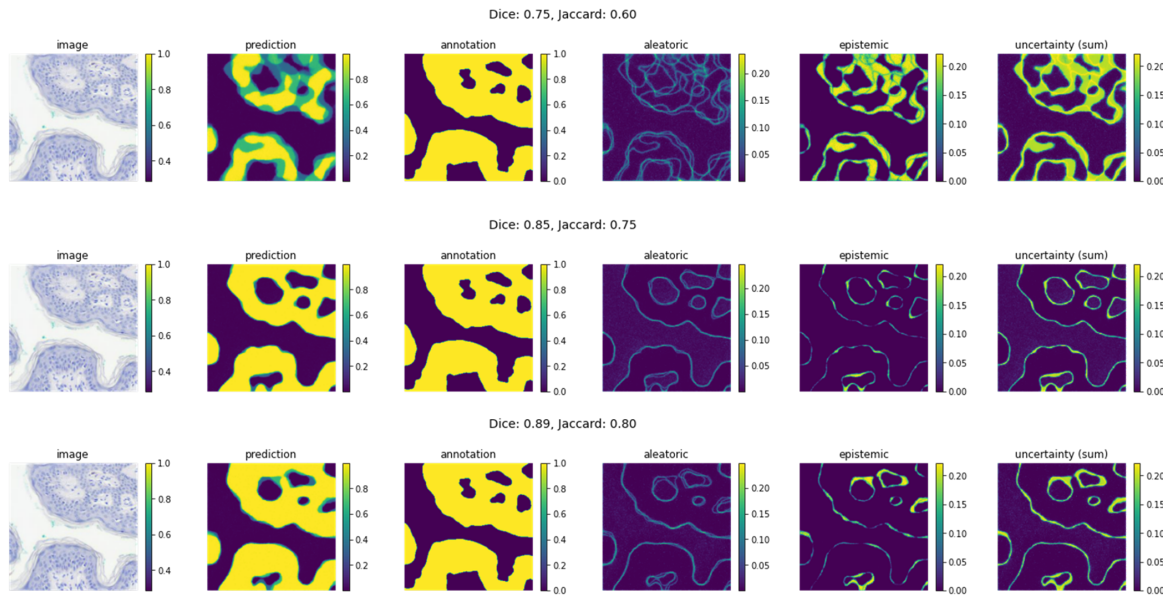 Dice: 0.75, Jaccard: 0.60
image prediction annotation aleatoric epistemic uncertainty (sum)
1.0 0.8 0.6 0.4
0.8 0.6 0.4 0.2
1.0 0.8 0.6 0.4 0.2 0.0
0.20 0.15 0.10 0.05
0.20 0.15 0.10 0.05 0.00
0.20 0.15 0.10 0.05 0.00
Dice: 0.85, Jaccard: 0.75
image prediction annotation aleatoric epistemic uncertainty (sum)
1.0 0.8 0.6 0.4
0.8 0.6 0.4 0.2
1.0 0.8 0.6 0.4 0.2 0.0
0.20 0.15 0.10 0.05
0.20 0.15 0.10 0.05 0.00
0.20 0.15 0.10 0.05 0.00
Dice: 0.89, Jaccard: 0.80
image prediction annotation aleatoric epistemic uncertainty (sum)
1.0 0.8 0.6 0.4
0.8 0.6 0.4 0.2
1.0 0.8 0.6 0.4 0.2 0.0
0.20 0.15 0.10 0.05
0.20 0.15 0.10 0.05 0.00
0.20 0.15 0.10 0.05 0.00